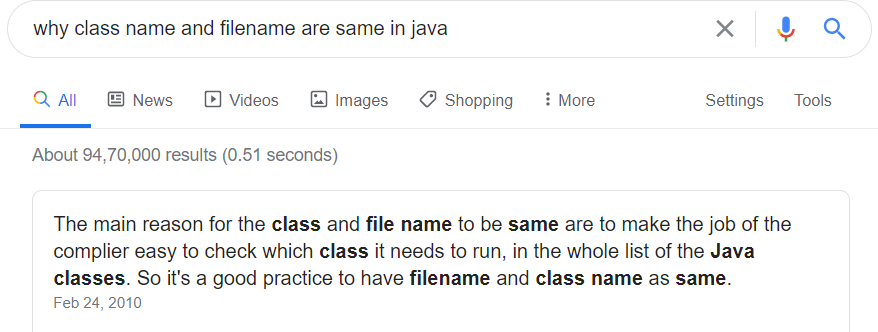 why class name and filename are same in java
All News Videos Images Shopping More Settings Tools
About 94,70,000 results (0.51 seconds)
The main reason for the class and file name to be same are to make the job of the
complier easy to check which class it needs to run, in the whole list of the Java
classes. So it's a good practice to have filename and class name as same.
Feb 24, 2010